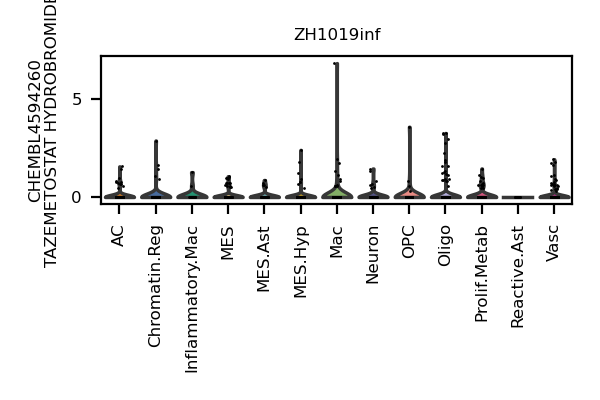 ZH1019inf
CHEMBL4594260
TAZEMETOSTAT HYDROBROMIDE
5
0
AC
Chromatin.Reg
Inflammatory.Mac
MES
MES.Ast
MES.Hyp
Mac
Neuron
OPC
Oligo
Prolif.Metab
Reactive.Ast
Vasc